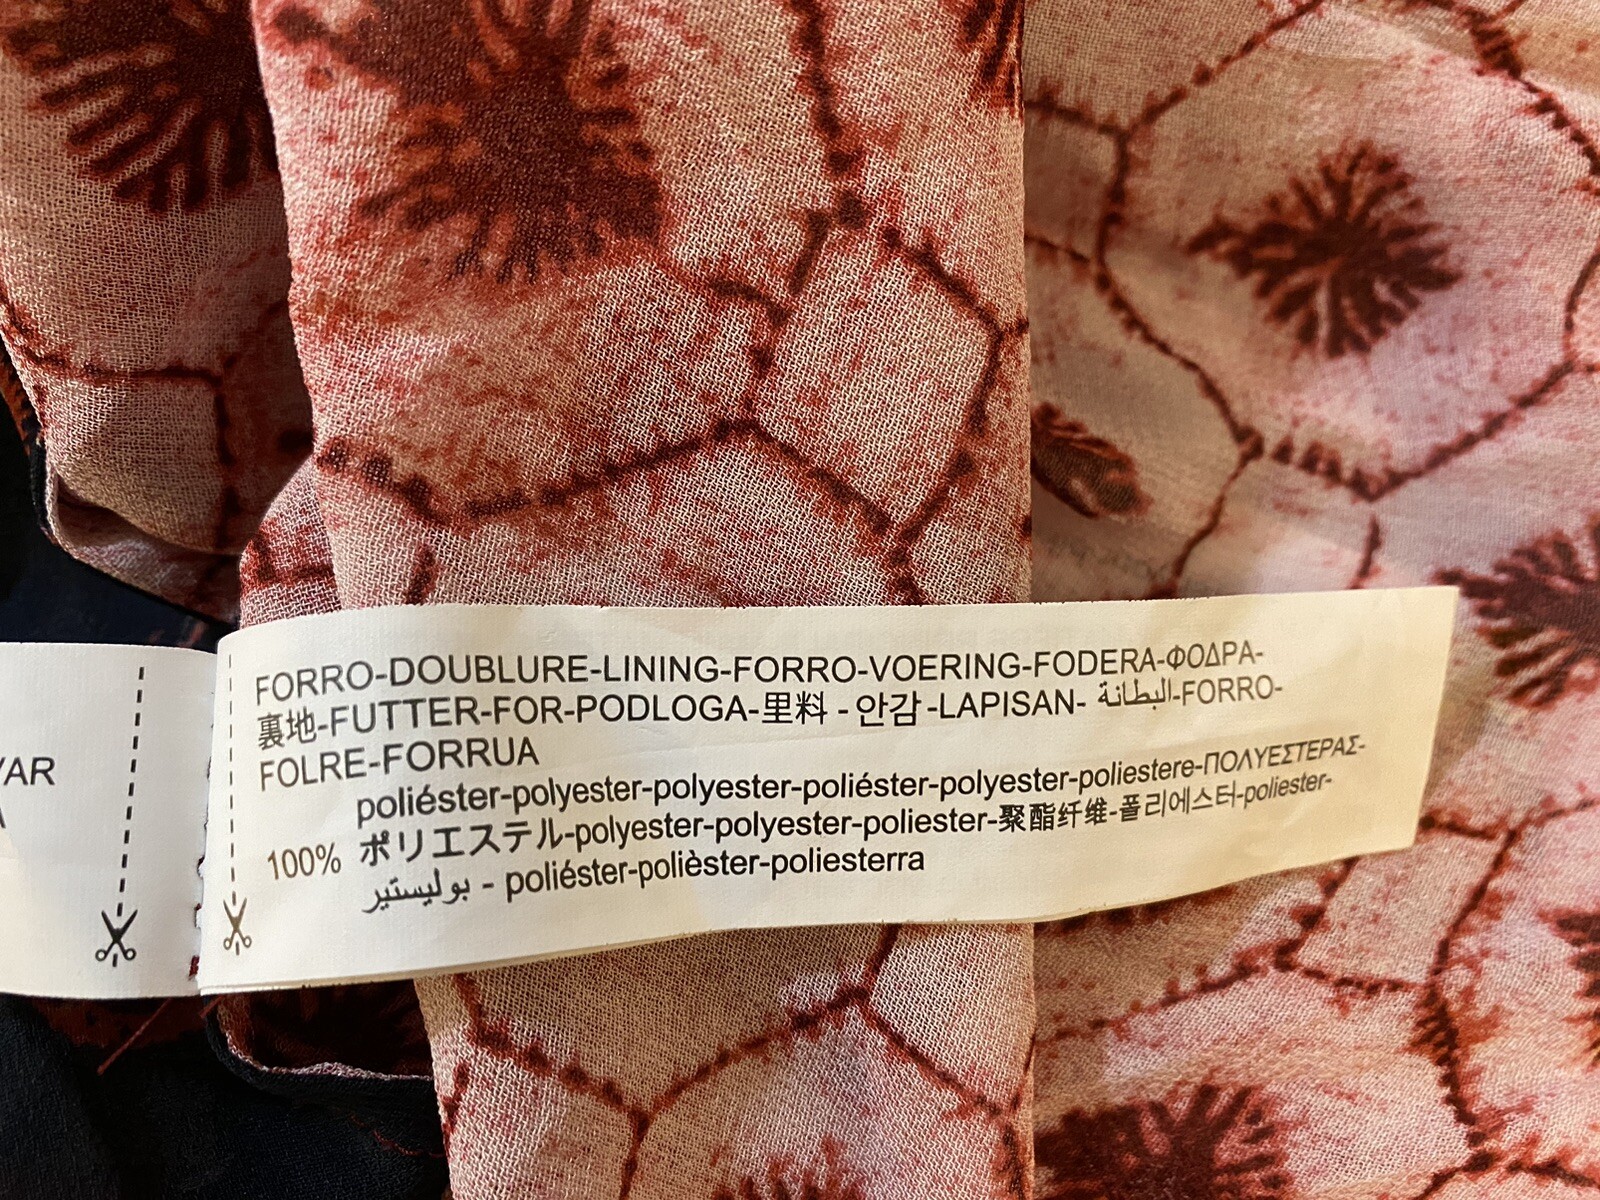 FORRO-DOUBLURE-LINING-FORRO-VOERING-FODERA-ΦΟΔΡΑ-
裏地-FUTTER-FOR-PODLOGA-里料 - 안감 -LAPISAN- البطانة-FORRO-
FOLRE-FORRUA
poliéster-polyester-polyester-poliéster-polyester-poliestere-ΠΟΛΥΕΣΤΕΡΑΣ-
100% ポリエステル-polyester-polyester-poliester-聚酯纤维-폴리에스터-poliester-
بوليستير - poliéster-polièster-poliesterra